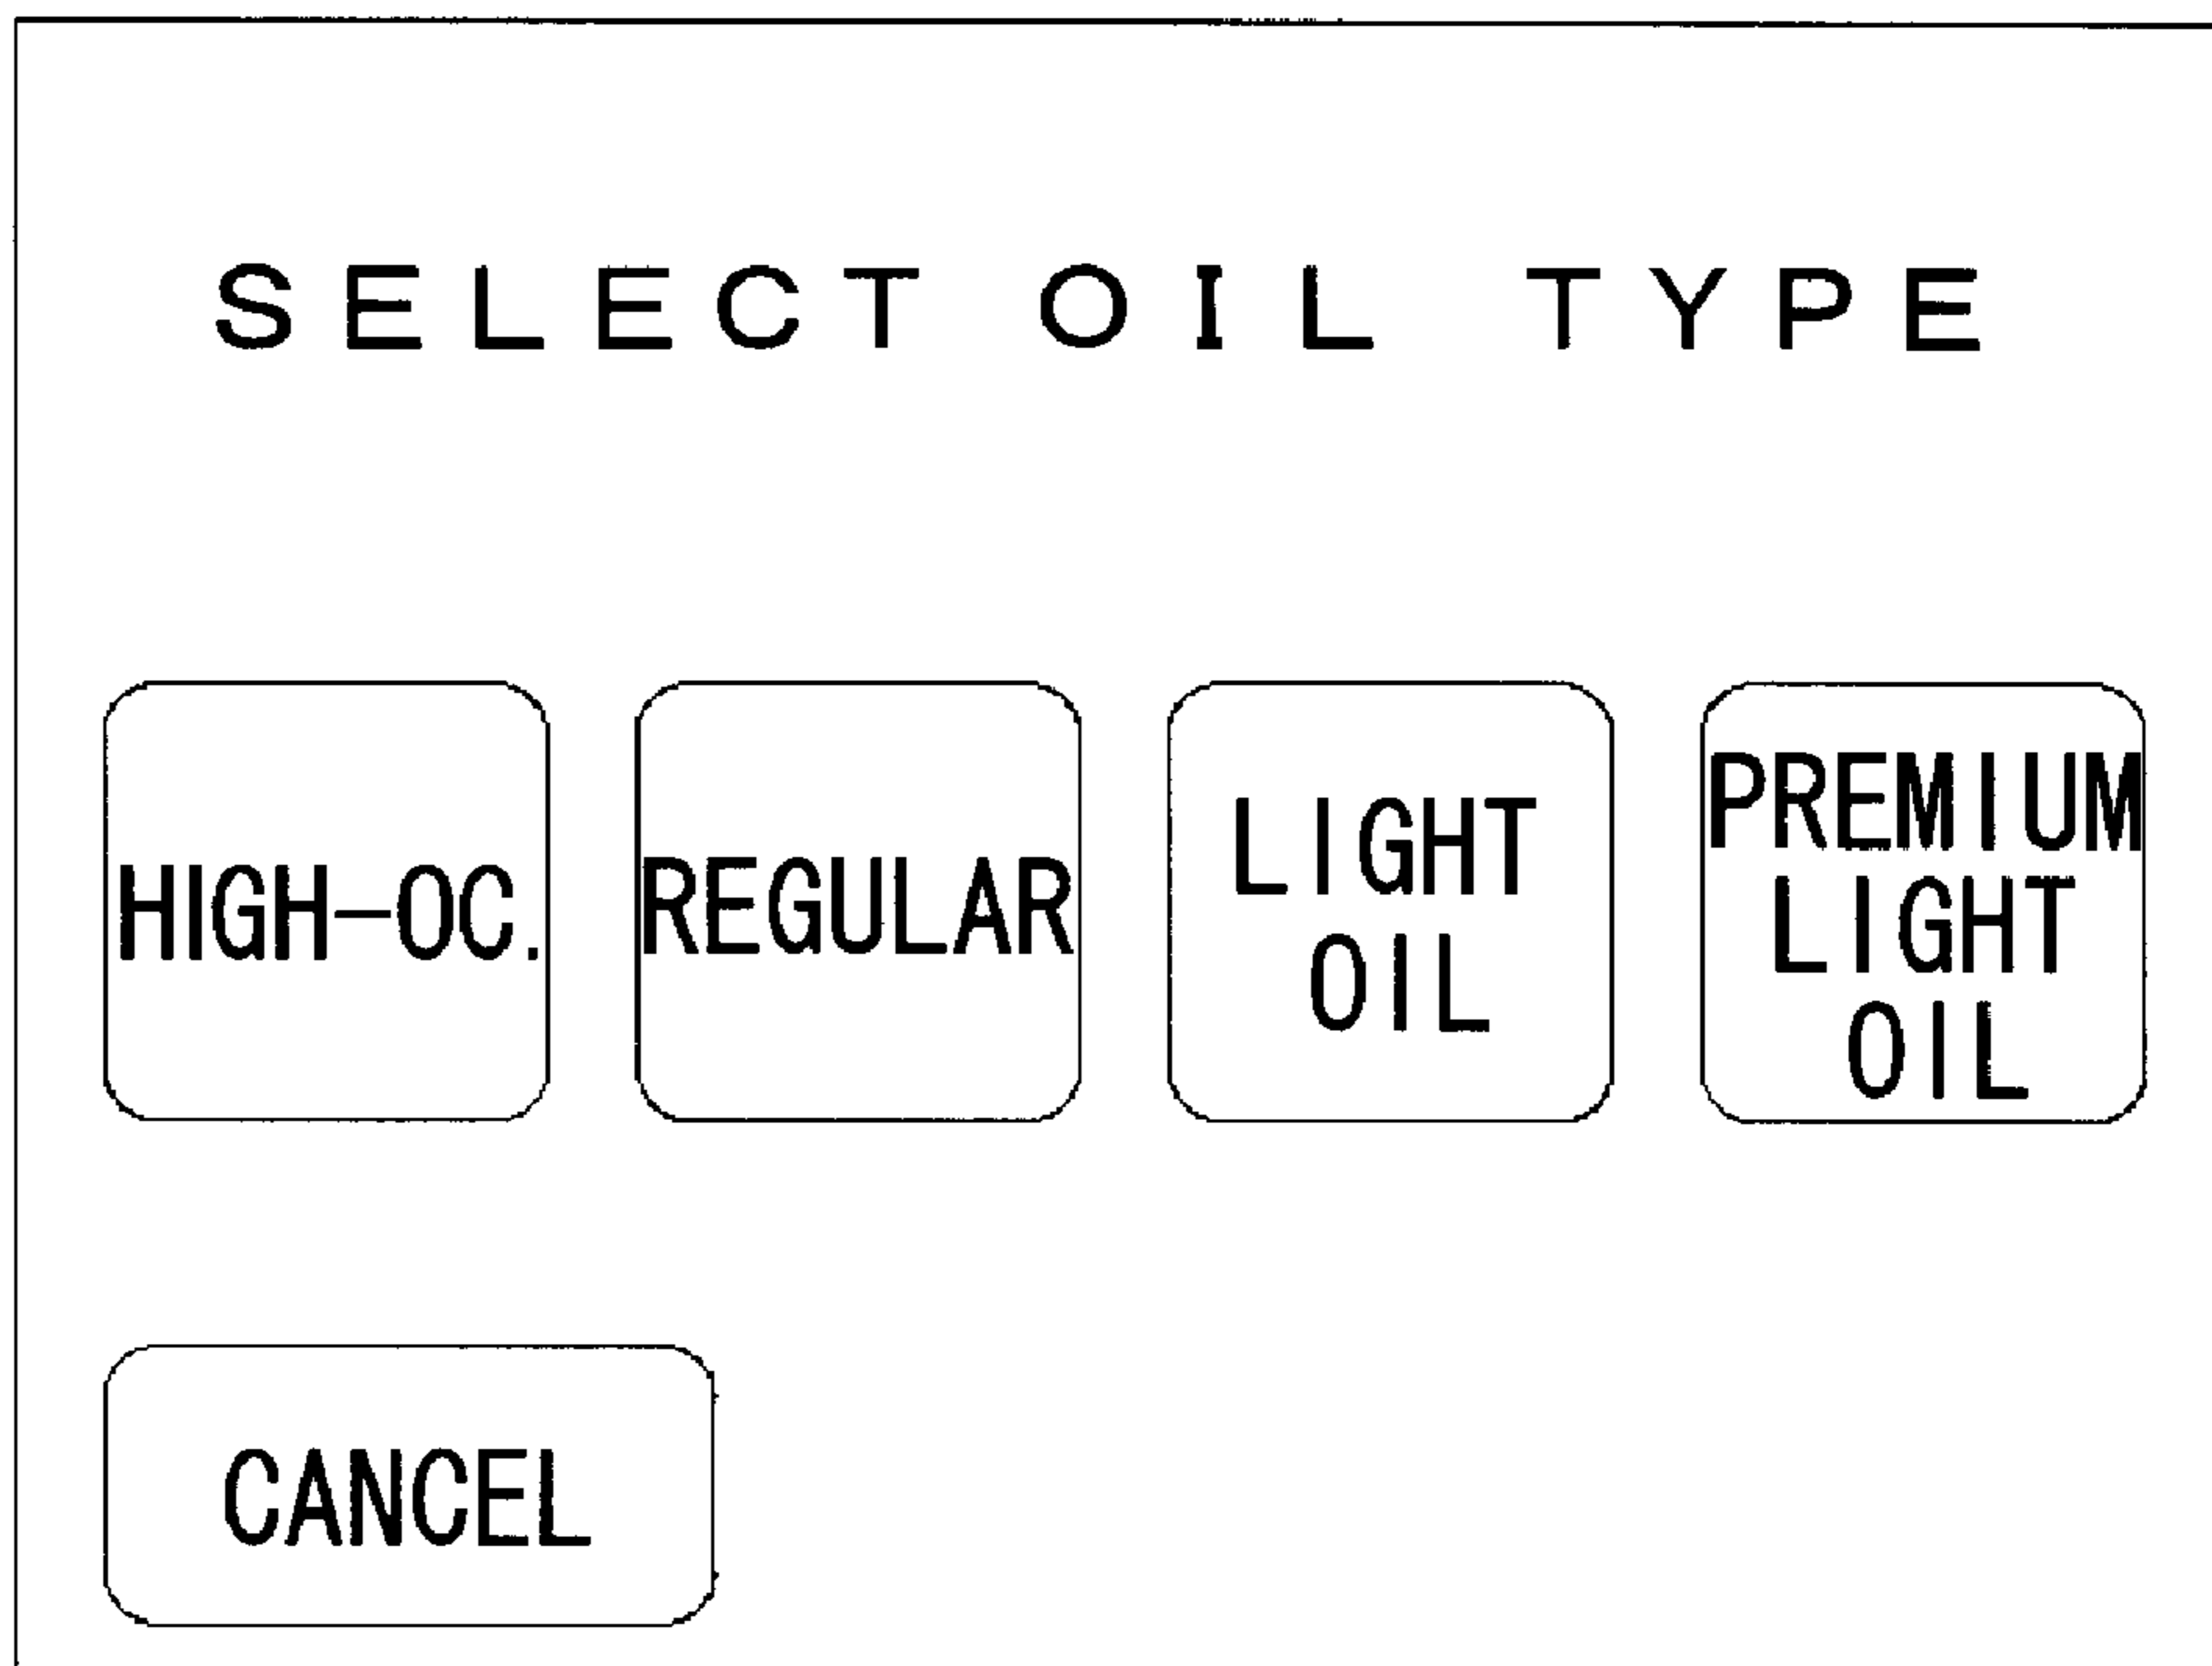 SELECT OIL TYPE
HIGH-OC.
REGULAR
LIGHT
OIL
PREMIUM
LIGHT
OIL
CANCEL